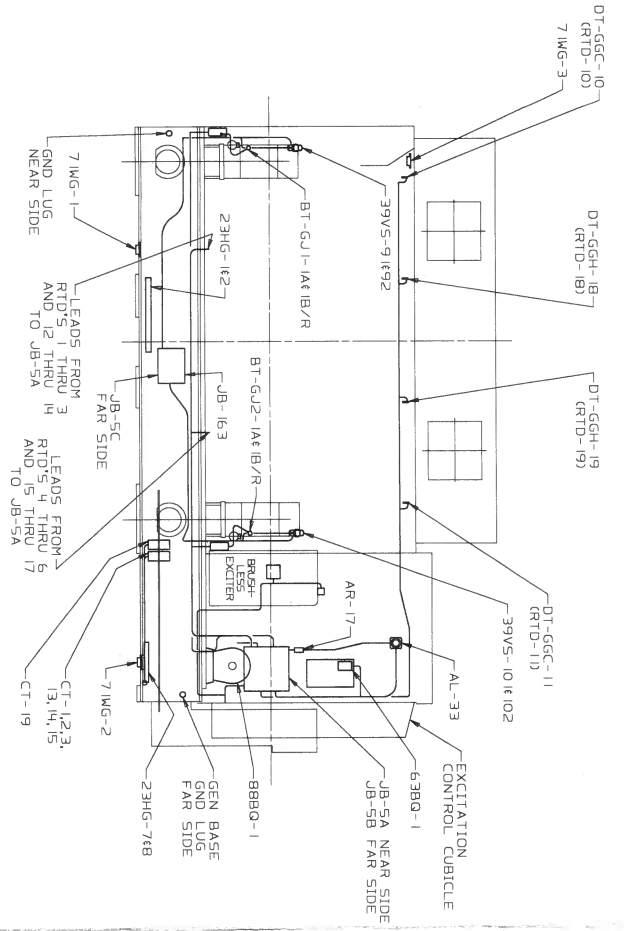 DT-GGC-10
(RTD-10)
71WG-3
DT-GGH-18
(RTD-18)
DT-GGH-19
(RTD-19)
DT-GGC-11
(RTD-11)
EXCITATION
CONTROL CUBICLE
39VS-91&92
BT-GJ1-1A& 1B/R
39VS-101&102
AL-33
BT-GJ2-1A& 1B/R
AR-17
63BQ-1
JB-5A NEAR SIDE
JB-5B FAR SIDE
BRUSH-
LESS
EXCITER
88BQ-1
GND LUG
NEAR SIDE
71WG-1
23HG-1&2
LEADS FROM
RTD'S 1 THRU 3
AND 12 THRU 14
TO JB-5A
JB-163
JB-5C
FAR SIDE
LEADS FROM
RTD'S 4 THRU 6
AND 15 THRU 17
TO JB-5A
CT-19
CT-1,2,3,
13,14,15
71WG-2
23HG-7&8
GEN BASE
GND LUG
FAR SIDE